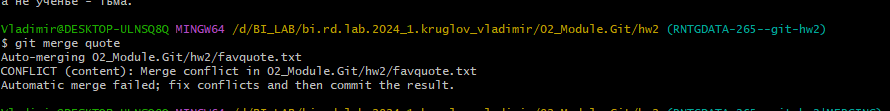 а не ученье - тьма.
Vladimir@DESKTOP-ULNSQ8Q MINGW64 /d/BI_LAB/bi.rd.lab.2024_1.kruglov_vladimir/02_Module.Git/hw2 (RNTGDATA-265--git-hw2)
$ git merge quote
Auto-merging 02_Module.Git/hw2/favquote.txt
CONFLICT (content): Merge conflict in 02_Module.Git/hw2/favquote.txt
Automatic merge failed; fix conflicts and then commit the result.